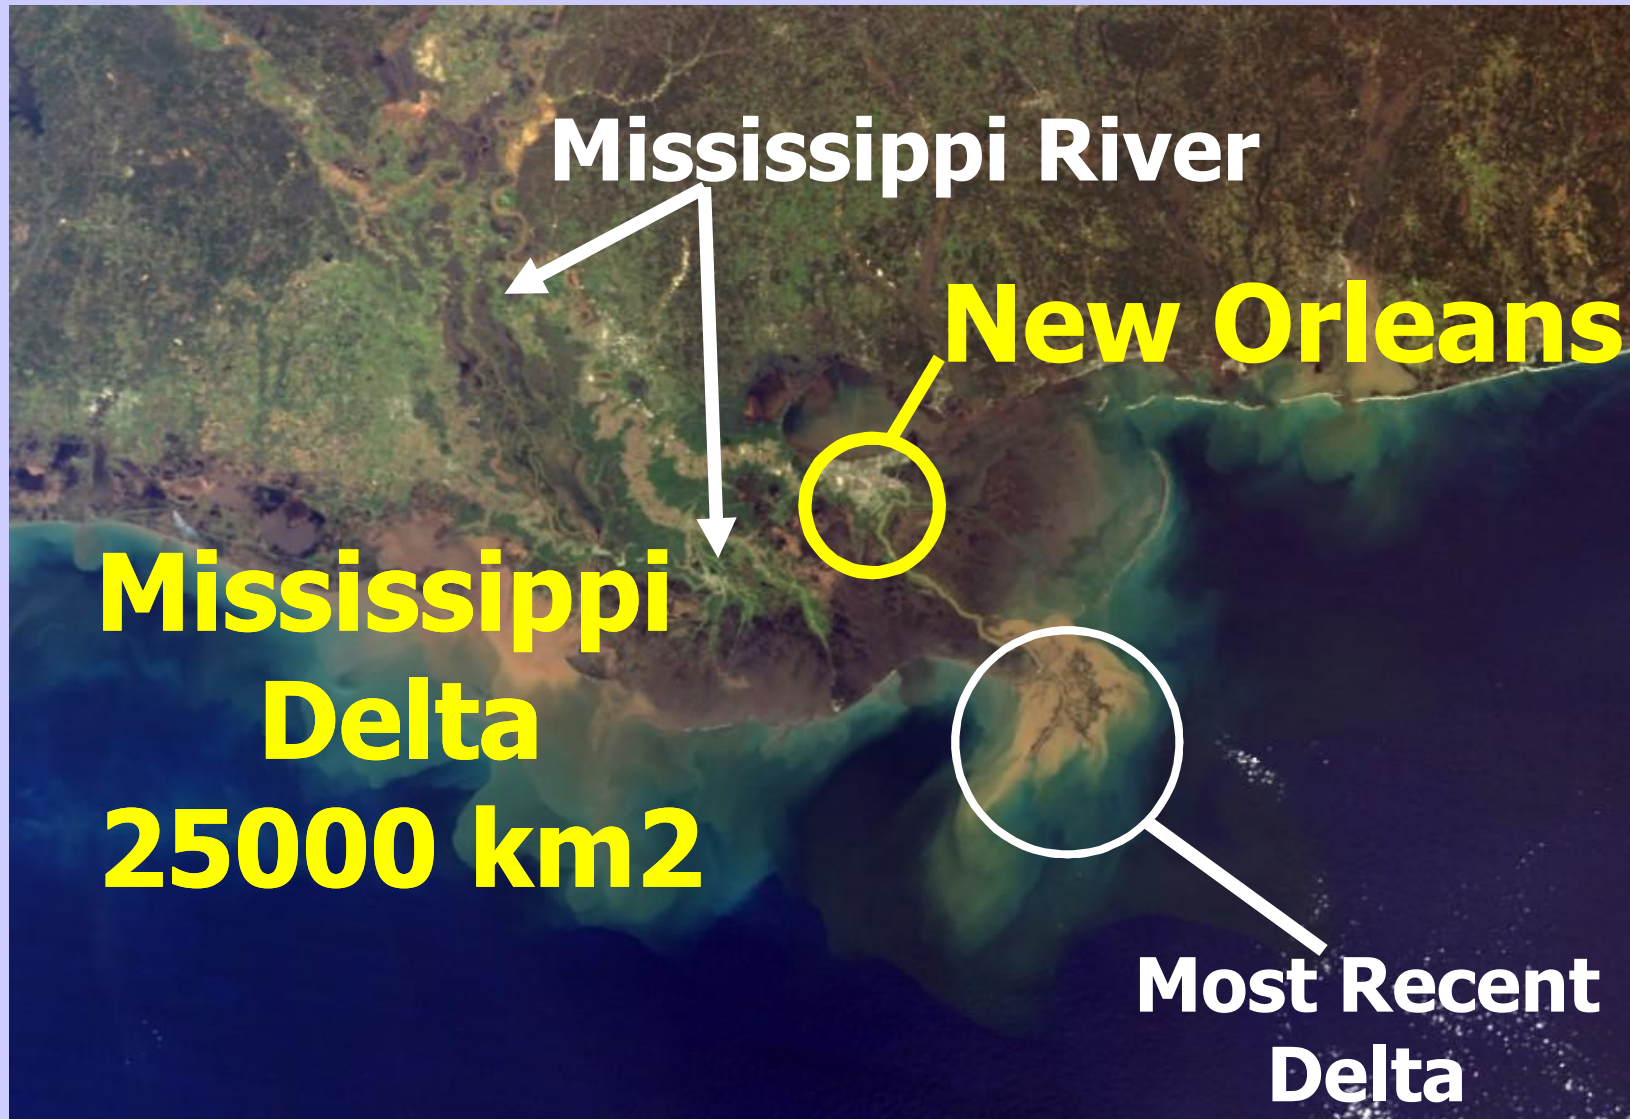 Mississippi River
New Orleans
Mississippi
Delta
25000 km2
Most Recent
Delta